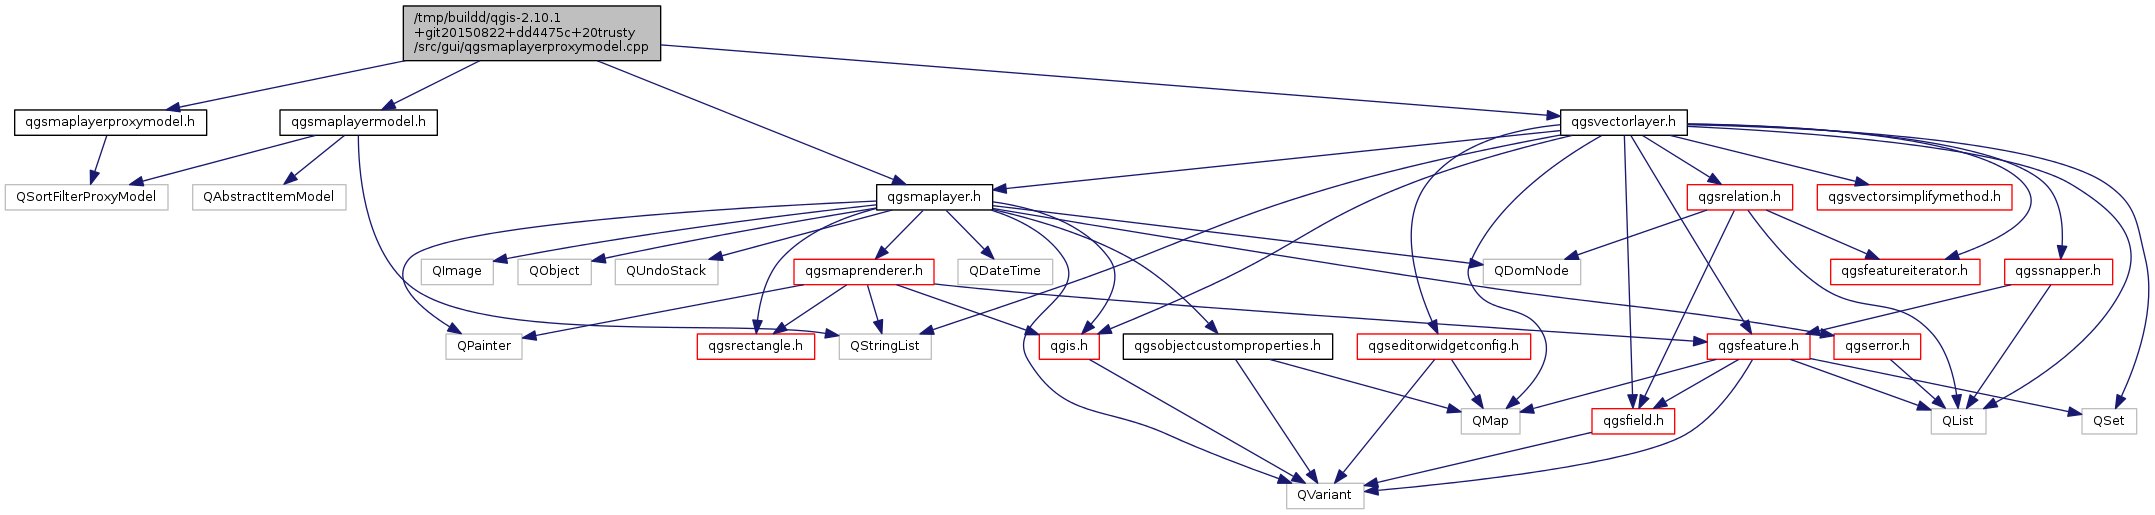 /tmp/buildd/qgis-2.10.1
+git20150822+dd4475c+20trusty
/src/gui/qgsmaplayerproxymodel.cpp
qgsmaplayerproxymodel.h
qgsmaplayermodel.h
qgsvectorlayer.h
QSortFilterProxyModel
QAbstractItemModel
qgsmaplayer.h
qgsrelation.h
qgsvectorsimplifymethod.h
QImage
QObject
QUndoStack
qgsmaprenderer.h
QDateTime
QDomNode
qgsfeatureiterator.h
qgssnapper.h
QPainter
qgsrectangle.h
QStringList
qgis.h
qgsobjectcustomproperties.h
qgseditorwidgetconfig.h
qgsfeature.h
qgserror.h
QMap
qgsfield.h
QList
QSet
QVariant